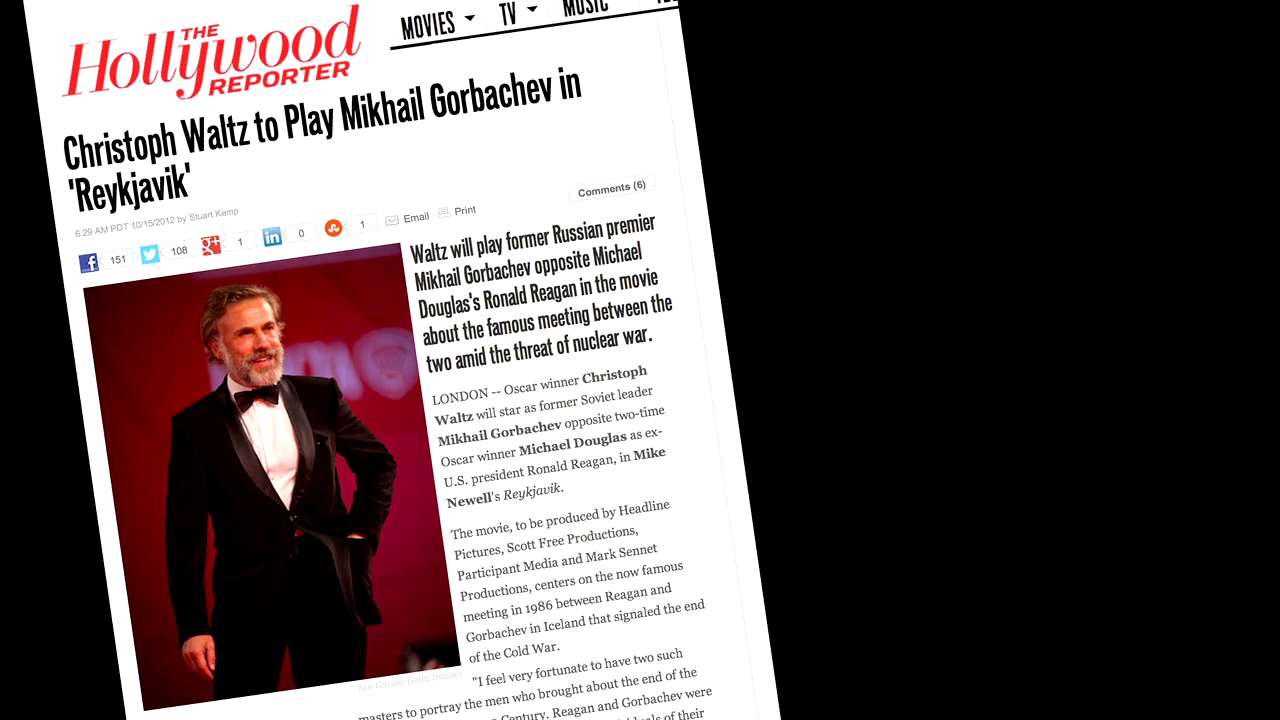 THE
Hollywood
REPORTER
MOVIES TV MUSIC
Christoph Waltz to Play Mikhail Gorbachev in
'Reykjavik'
6:29 AM PDT 10/15/2012 by Stuart Kemp
Comments (6)
f 151 108 g+ 1 in 0 1 Email Print
Waltz will play former Russian premier
Mikhail Gorbachev opposite Michael
Douglas's Ronald Reagan in the movie
about the famous meeting between the
two amid the threat of nuclear war.
LONDON -- Oscar winner Christoph
Waltz will star as former Soviet leader
Mikhail Gorbachev opposite two-time
Oscar winner Michael Douglas as ex-
U.S. president Ronald Reagan, in Mike
Newell's Reykjavik.
The movie, to be produced by Headline
Pictures, Scott Free Productions,
Participant Media and Mark Sennet
Productions, centers on the now famous
meeting in 1986 between Reagan and
Gorbachev in Iceland that signaled the end
of the Cold War.
Ian Gavan/Getty Images
"I feel very fortunate to have two such
masters to portray the men who brought about the end of the
Century. Reagan and Gorbachev were
of their